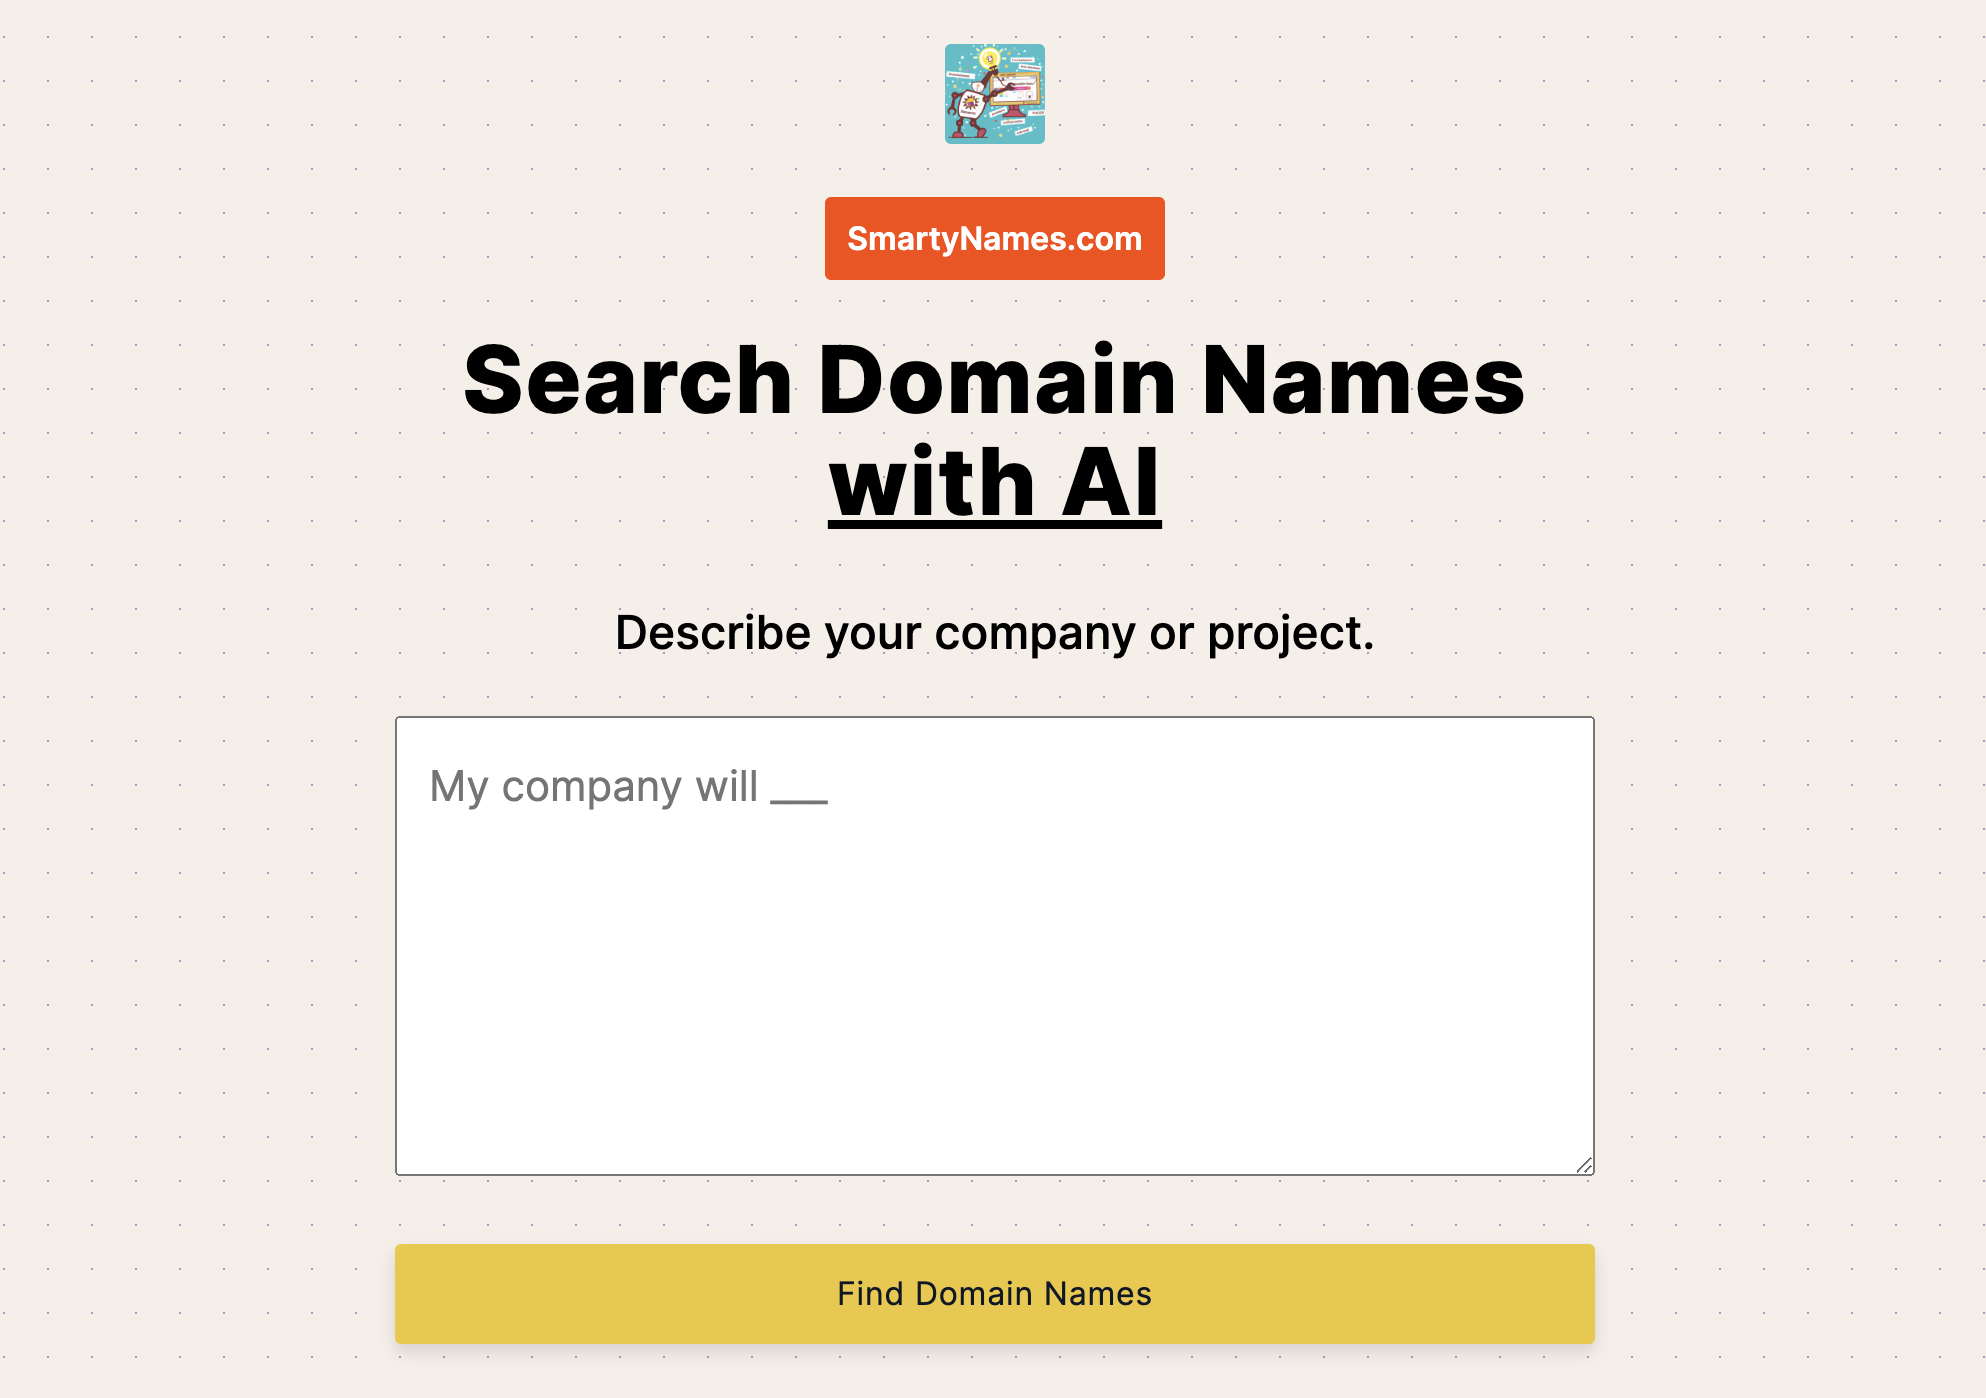 SmartyNames.com
Search Domain Names
with AI
Describe your company or project.
My company will ___
Find Domain Names